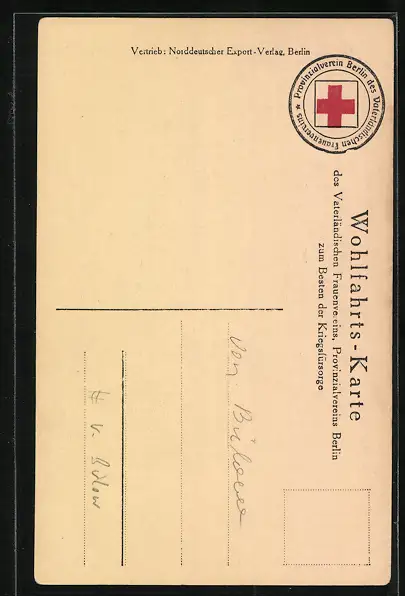 Vertrieb: Norddeutscher Export-Verlag, Berlin
Provinzialverein Berlin des Vaterländischen Frauenvereins ★
Wohlfahrts-Karte
des Vaterländischen Frauenvereins, Provinzialvereins Berlin
zum Besten der Kriegsfürsorge
von Bülow
H v. Bülow